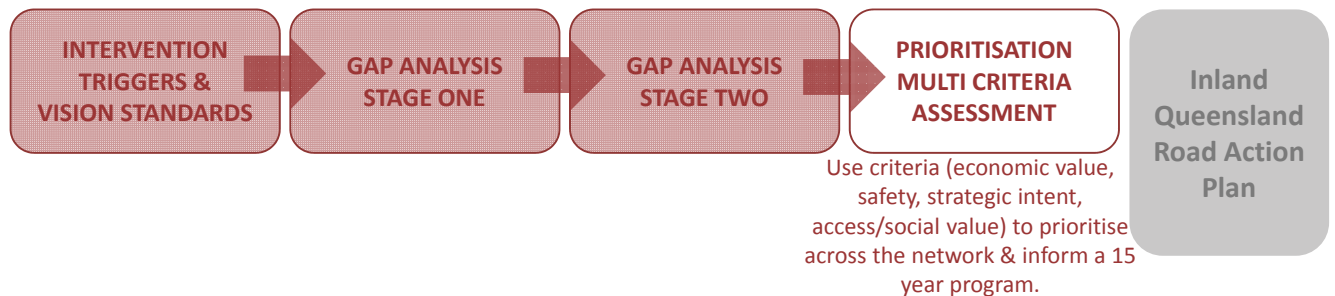 INTERVENTION
TRIGGERS &
VISION STANDARDS
GAP ANALYSIS
STAGE ONE
GAP ANALYSIS
STAGE TWO
PRIORITISATION
MULTI CRITERIA
ASSESSMENT
Use criteria (economic value,
safety, strategic intent,
access/social value) to prioritise
across the network & inform a 15
year program.
Inland
Queensland
Road Action
Plan